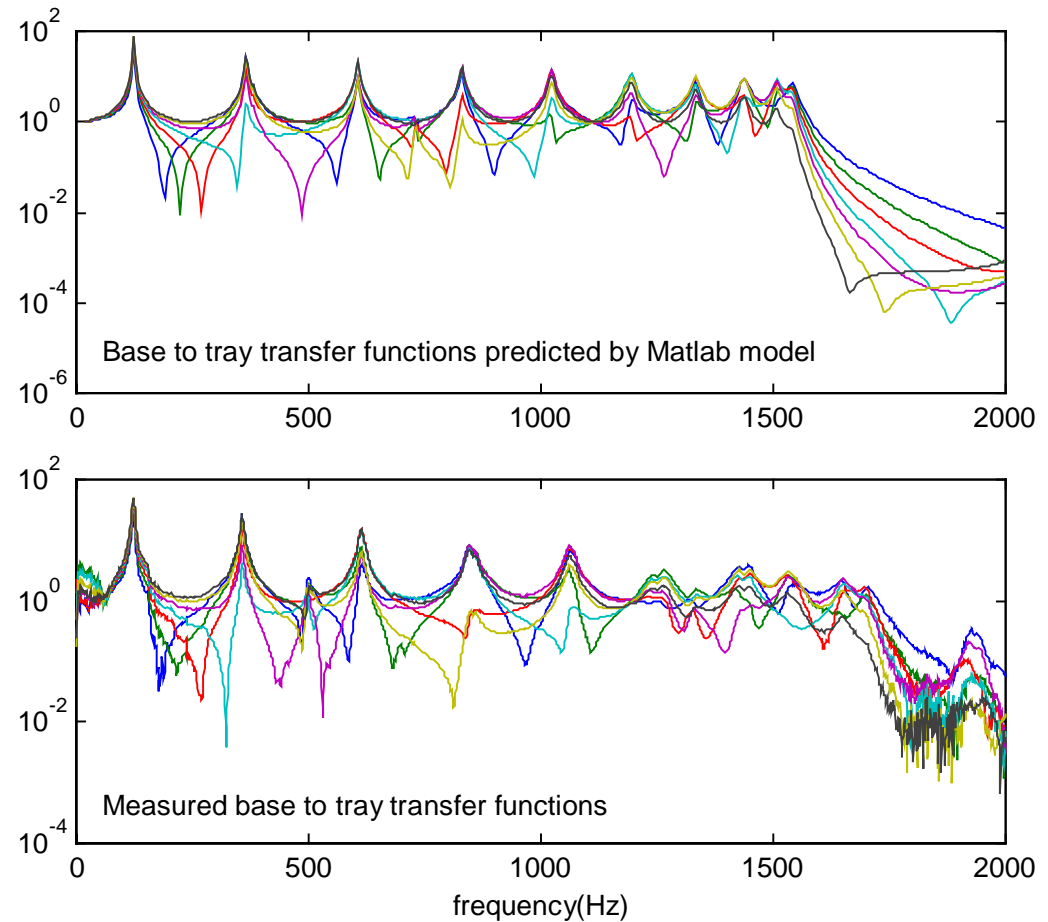 10^2
10^0
10^-2
10^-4
10^-6
Base to tray transfer functions predicted by Matlab model
0 500 1000 1500 2000
10^2
10^0
10^-2
10^-4
Measured base to tray transfer functions
0 500 1000 1500 2000
frequency(Hz)